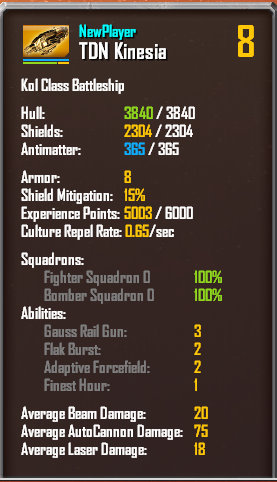 NewPlayer
TDN Kinesia
8
Kol Class Battleship
Hull: 3840 / 3840
Shields: 2304 / 2304
Antimatter: 365 / 365
Armor: 8
Shield Mitigation: 15%
Experience Points: 5003 / 6000
Culture Repel Rate: 0.65/sec
Squadrons:
Fighter Squadron 0 100%
Bomber Squadron 0 100%
Abilities:
Gauss Rail Gun: 3
Flak Burst: 2
Adaptive Forcefield: 2
Finest Hour: 1
Average Beam Damage: 20
Average AutoCannon Damage: 75
Average Laser Damage: 18